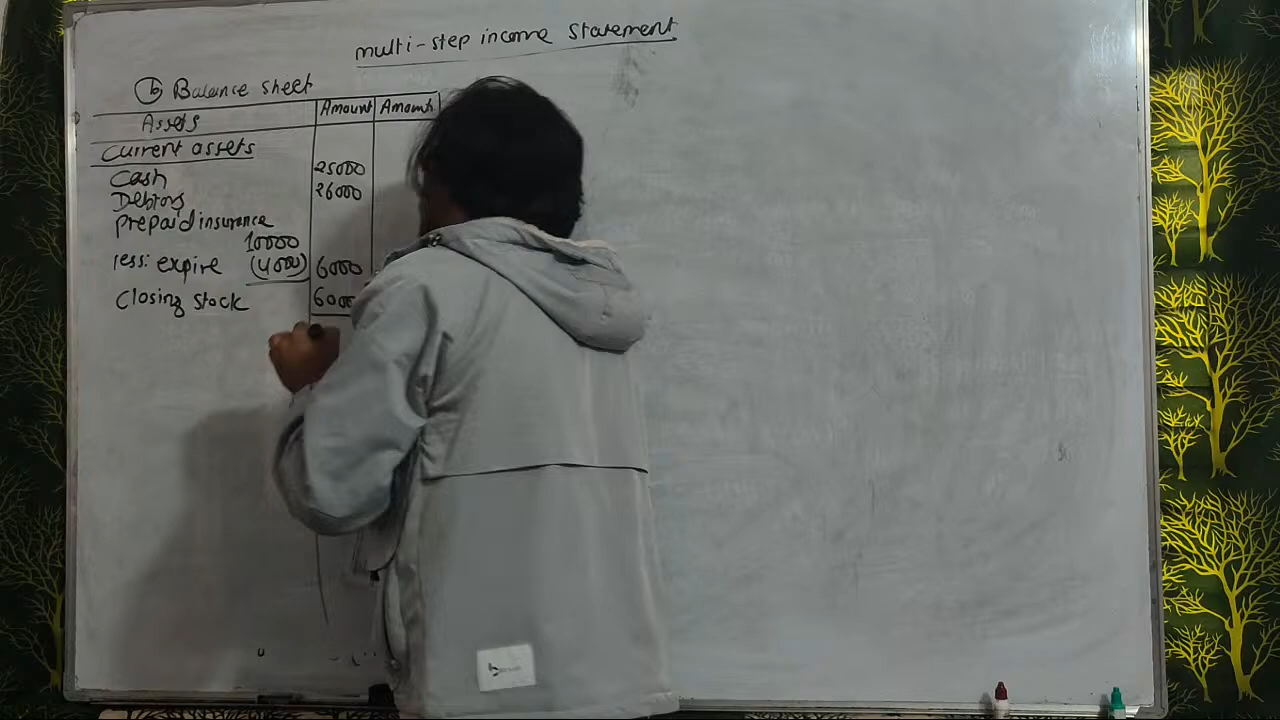 multi-step income statement
(b) Balance sheet
Assets Amount Amount
Current assets
Cash 25000
Debtors 26000
prepaid insurance
10000
less: expire (4000) 6000
Closing stock